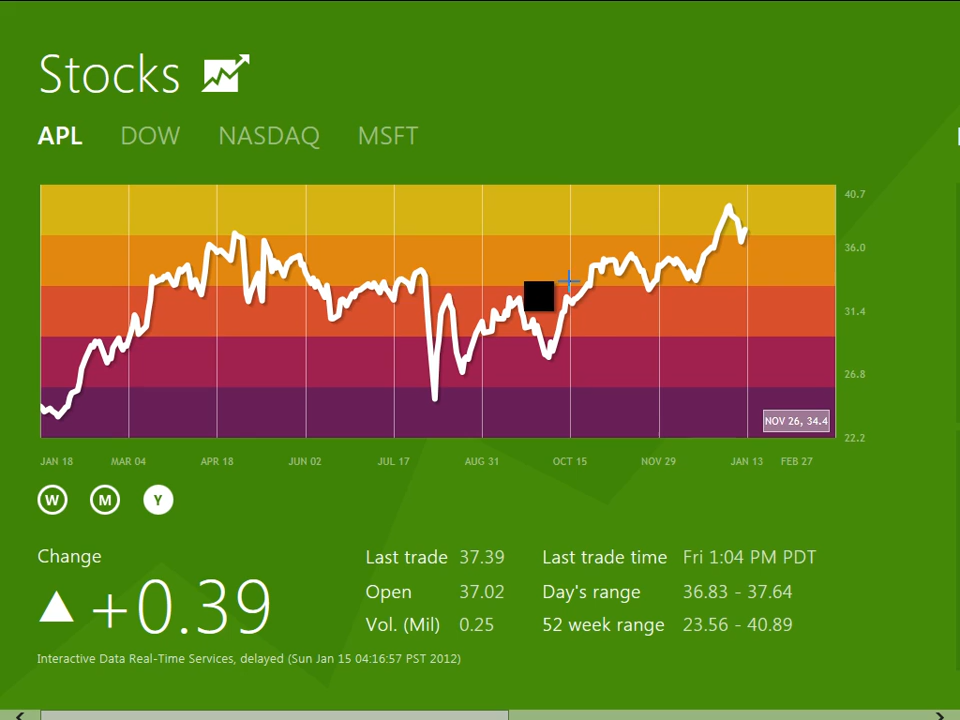 Stocks
APL DOW NASDAQ MSFT
40.7
36.0
31.4
26.8
22.2
NOV 26, 34.4
JAN 18 MAR 04 APR 18 JUN 02 JUL 17 AUG 31 OCT 15 NOV 29 JAN 13 FEB 27
W M Y
Change
+0.39
Last trade 37.39 Last trade time Fri 1:04 PM PDT
Open 37.02 Day's range 36.83 - 37.64
Vol. (Mil) 0.25 52 week range 23.56 - 40.89
Interactive Data Real-Time Services, delayed (Sun Jan 15 04:16:57 PST 2012)